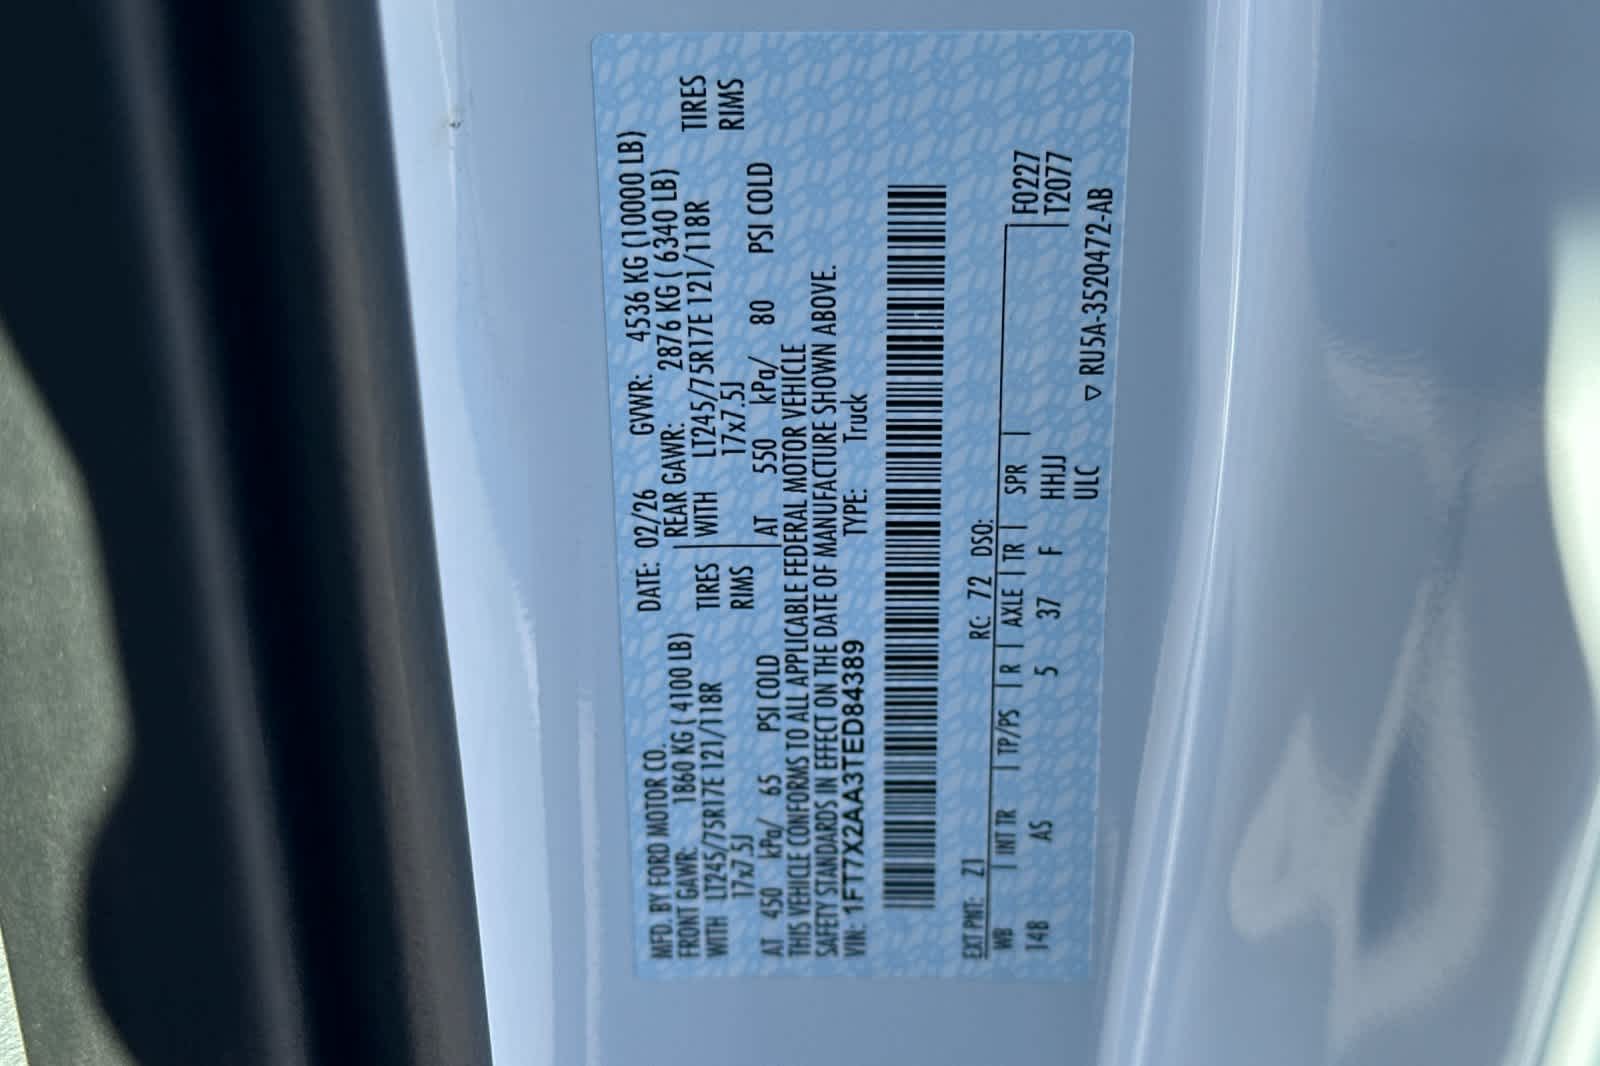 MFD. BY FORD MOTOR CO. DATE: 02/26 GVWR: 4536 KG (10000 LB)
FRONT GAWR: 1860 KG ( 4100 LB) REAR GAWR: 2876 KG ( 6340 LB)
WITH LT245/75R17E 121/118R TIRES WITH LT245/75R17E 121/118R TIRES
17x7.5J RIMS 17x7.5J RIMS
AT 450 kPa/ 65 PSI COLD AT 550 kPa/ 80 PSI COLD
THIS VEHICLE CONFORMS TO ALL APPLICABLE FEDERAL MOTOR VEHICLE
SAFETY STANDARDS IN EFFECT ON THE DATE OF MANUFACTURE SHOWN ABOVE.
VIN: 1FT7X2AA3TED84389 TYPE: Truck
EXT PNT: Z1 RC: 72 DSO:
WB INT TR TP/PS R AXLE TR SPR F0227
148 AS 5 37 F HHJJ T2077
ULC ▽ RU5A-3520472-AB